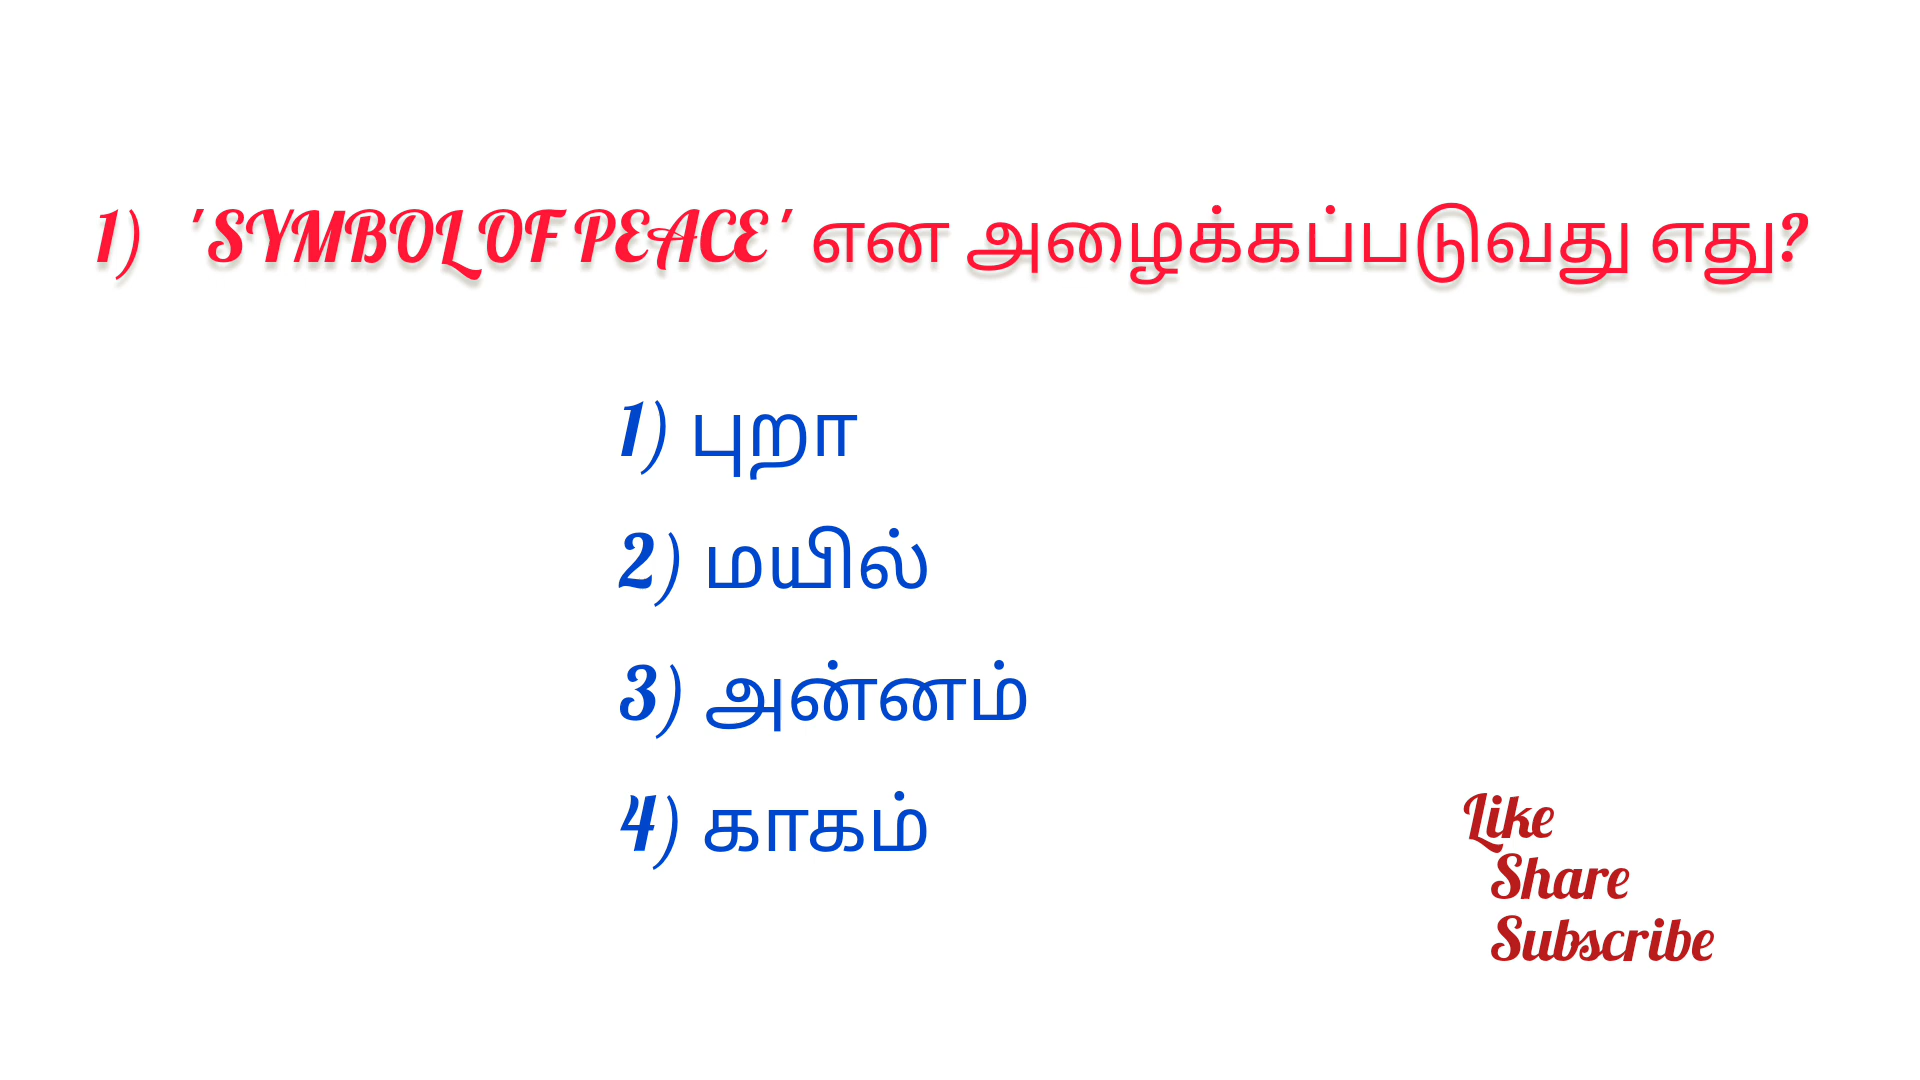 1) 'SYMBOL OF PEACE' என அழைக்கப்படுவது எது?
1) புறா
2) மயில்
3) அன்னம்
4) காகம்
Like
Share
Subscribe